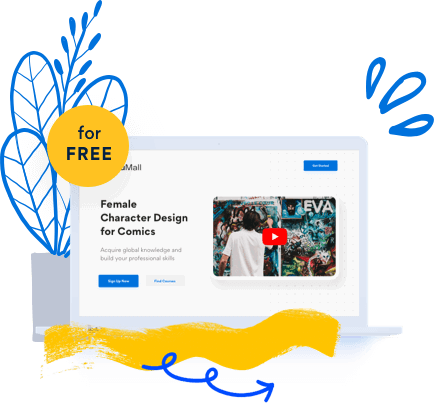 for
FREE
Mall
Get Started
Female
Character Design
for Comics
EVA
Acquire global knowledge and
build your professional skills
Sign Up Now
Find Courses